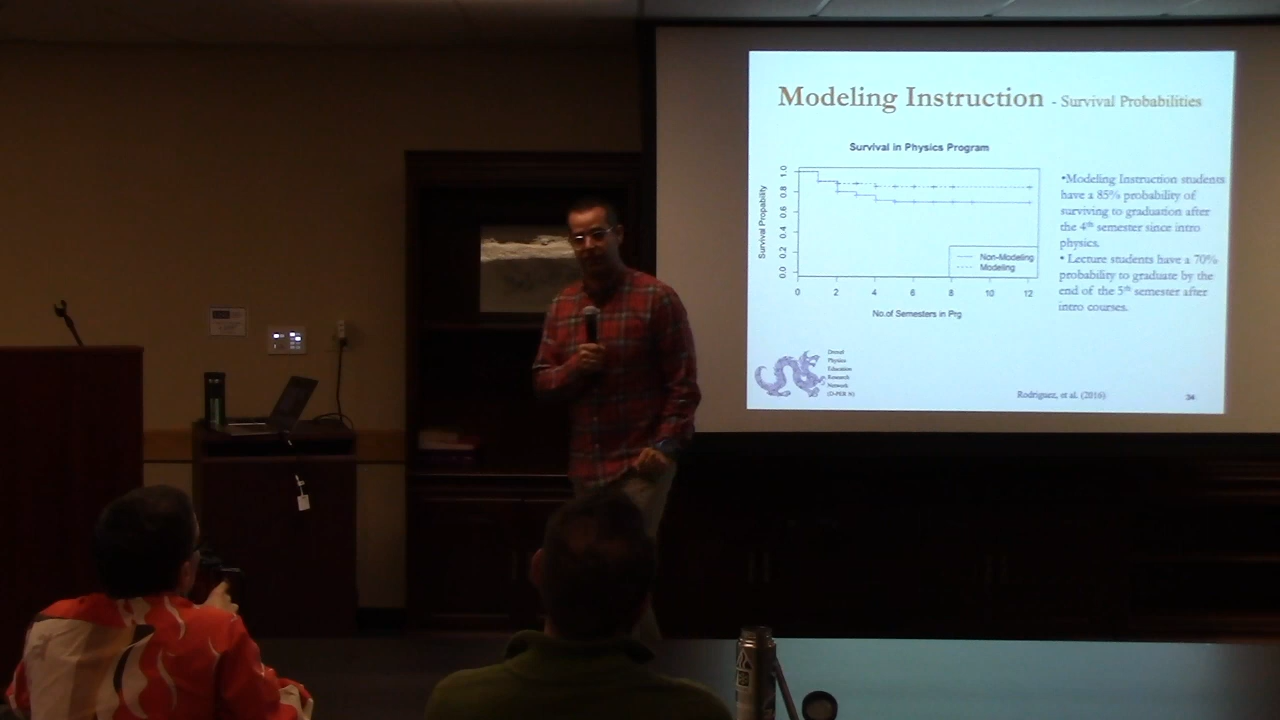 Modeling Instruction - Survival Probabilities
Survival in Physics Program
Survival Propability
1.0
0.8
0.6
0.4
0.2
0.0
Non-Modeling
Modeling
0 2 4 6 8 10 12
No.of Semesters in Prg
•Modeling Instruction students
have a 85% probability of
surviving to graduation after
the 4th semester since intro
physics.
• Lecture students have a 70%
probability to graduate by the
end of the 5th semester after
intro courses.
Drexel
Physics
Education
Research
Network
(D-PER N)
Rodriguez, et al. (2016)
34